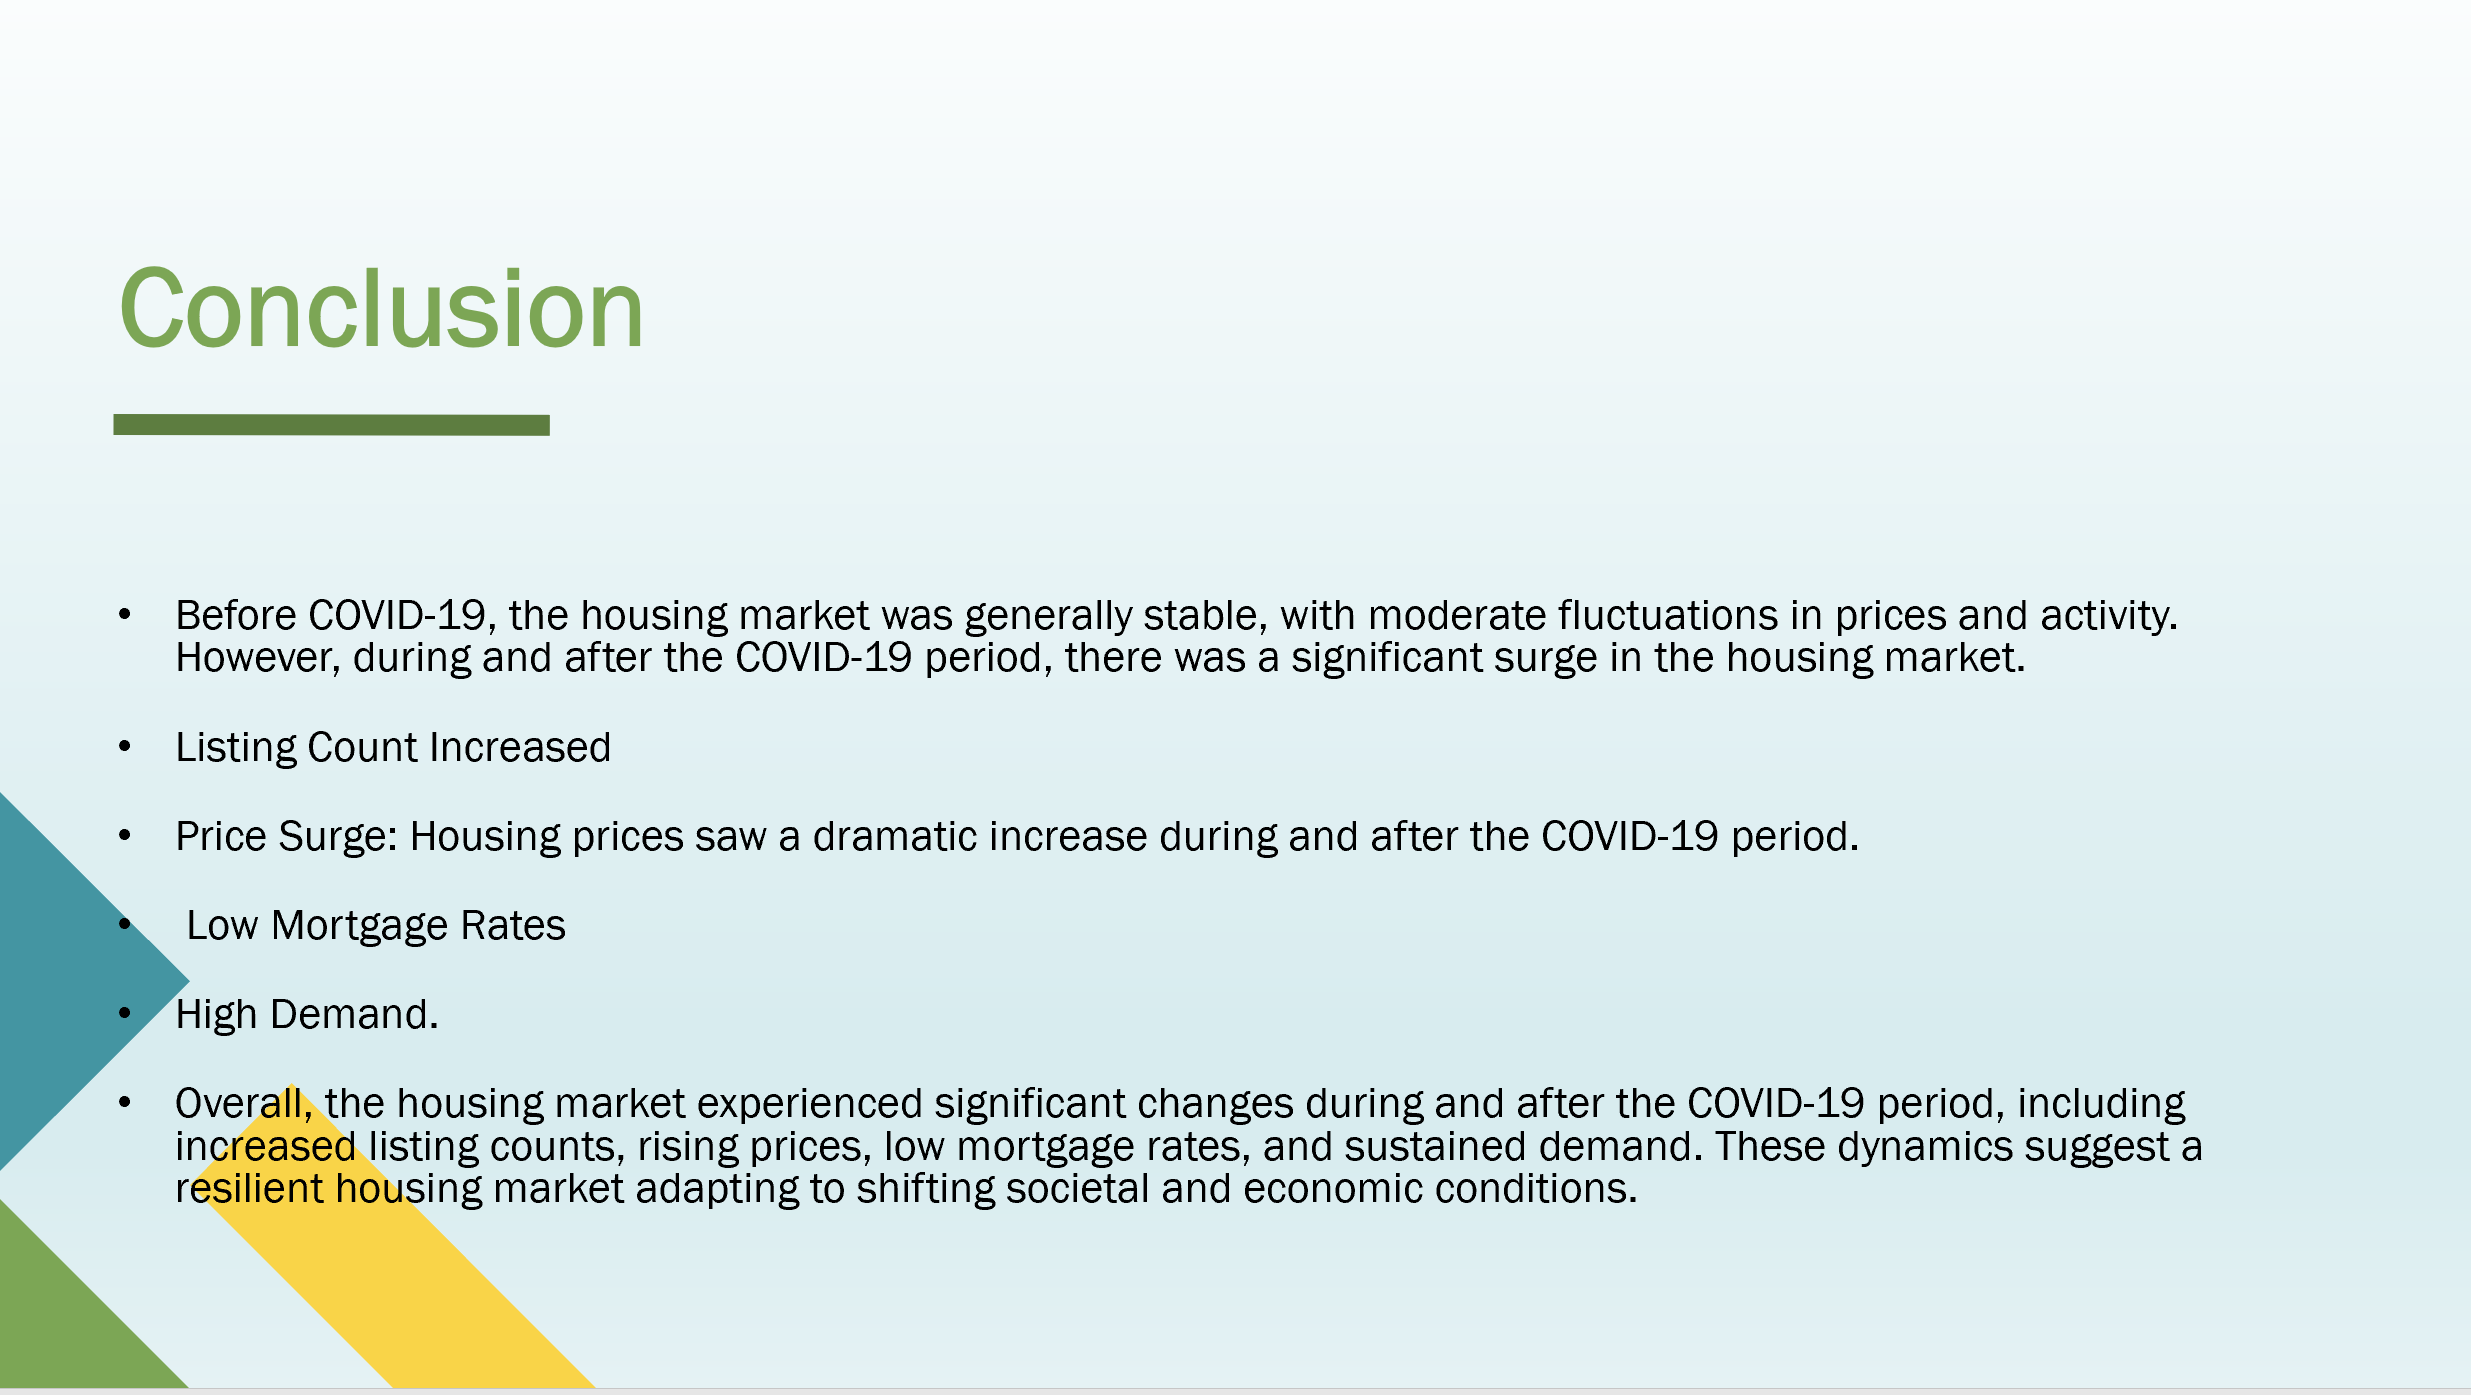 Conclusion
• Before COVID-19, the housing market was generally stable, with moderate fluctuations in prices and activity.
However, during and after the COVID-19 period, there was a significant surge in the housing market.
• Listing Count Increased
• Price Surge: Housing prices saw a dramatic increase during and after the COVID-19 period.
• Low Mortgage Rates
• High Demand.
• Overall, the housing market experienced significant changes during and after the COVID-19 period, including
increased listing counts, rising prices, low mortgage rates, and sustained demand. These dynamics suggest a
resilient housing market adapting to shifting societal and economic conditions.